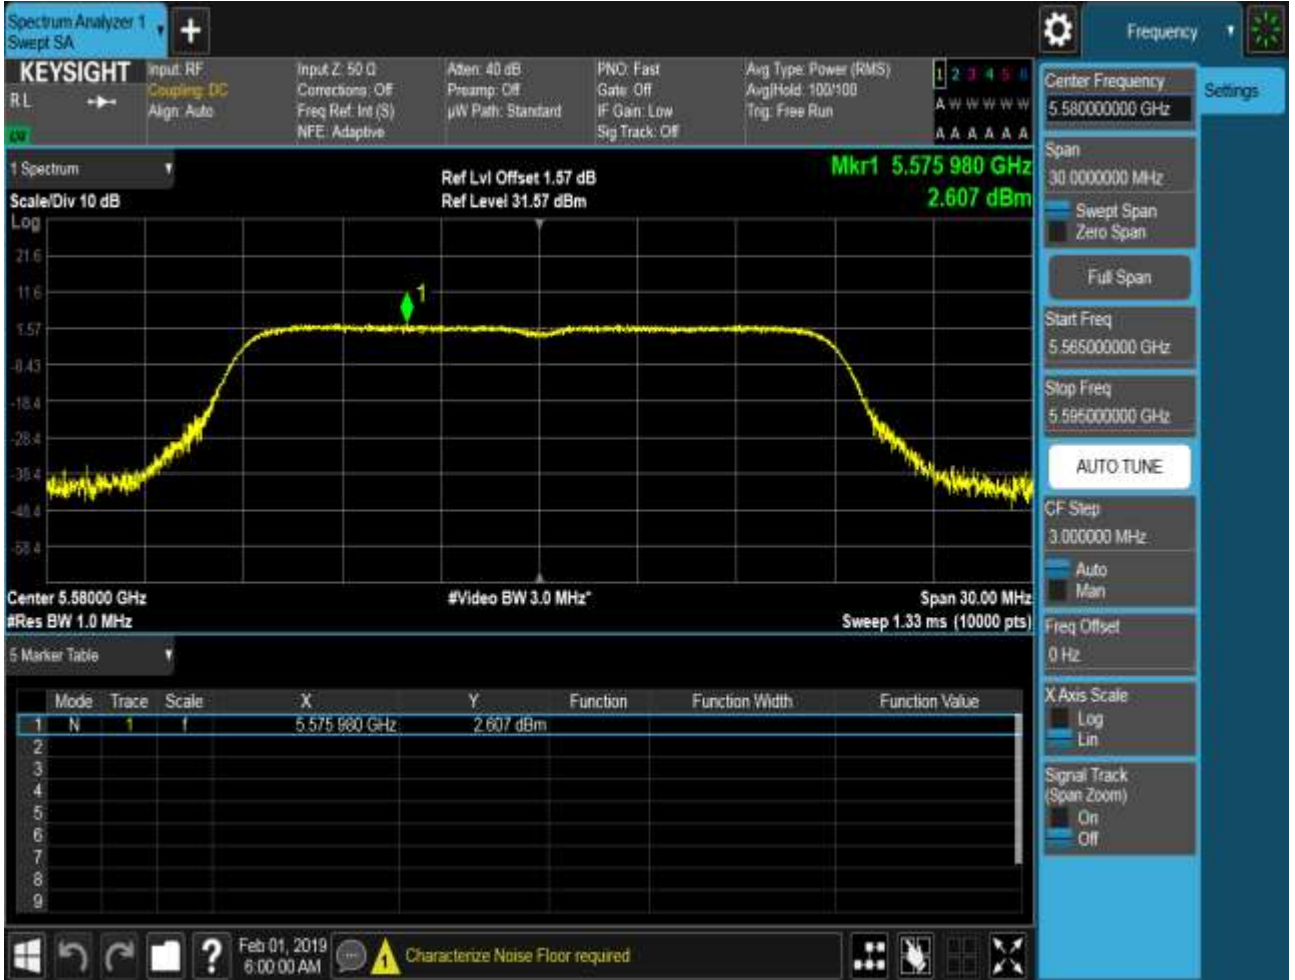 Spectrum Analyzer 1
Swept SA
+
Frequency
KEYSIGHT
RL
Input: RF
Coupling: DC
Align: Auto
Input Z: 50 Ω
Corrections: Off
Freq Ref: Int (S)
NFE: Adaptive
Atten: 40 dB
Preamp: Off
µW Path: Standard
PNO: Fast
Gate: Off
IF Gain: Low
Sig Track: Off
Avg Type: Power (RMS)
Avg|Hold: 100/100
Trig: Free Run
1 2 3 4 5 6
A W W W W W
A A A A A A
Settings
1 Spectrum
Scale/Div 10 dB
Log
Ref Lvl Offset 1.57 dB
Ref Level 31.57 dBm
Mkr1 5.575 980 GHz
2.607 dBm
21.6
11.6
1.57
-8.43
-18.4
-28.4
-38.4
-48.4
-58.4
1
Center 5.58000 GHz
#Res BW 1.0 MHz
#Video BW 3.0 MHz*
Span 30.00 MHz
Sweep 1.33 ms (10000 pts)
5 Marker Table
Mode Trace Scale X Y Function Function Width Function Value
1 N 1 f 5.575 980 GHz 2.607 dBm
2
3
4
5
6
7
8
9
Center Frequency
5.580000000 GHz
Span
30.0000000 MHz
Swept Span
Zero Span
Full Span
Start Freq
5.565000000 GHz
Stop Freq
5.595000000 GHz
AUTO TUNE
CF Step
3.000000 MHz
Auto
Man
Freq Offset
0 Hz
X Axis Scale
Log
Lin
Signal Track
(Span Zoom)
On
Off
?
Feb 01, 2019
6:00:00 AM
1
Characterize Noise Floor required